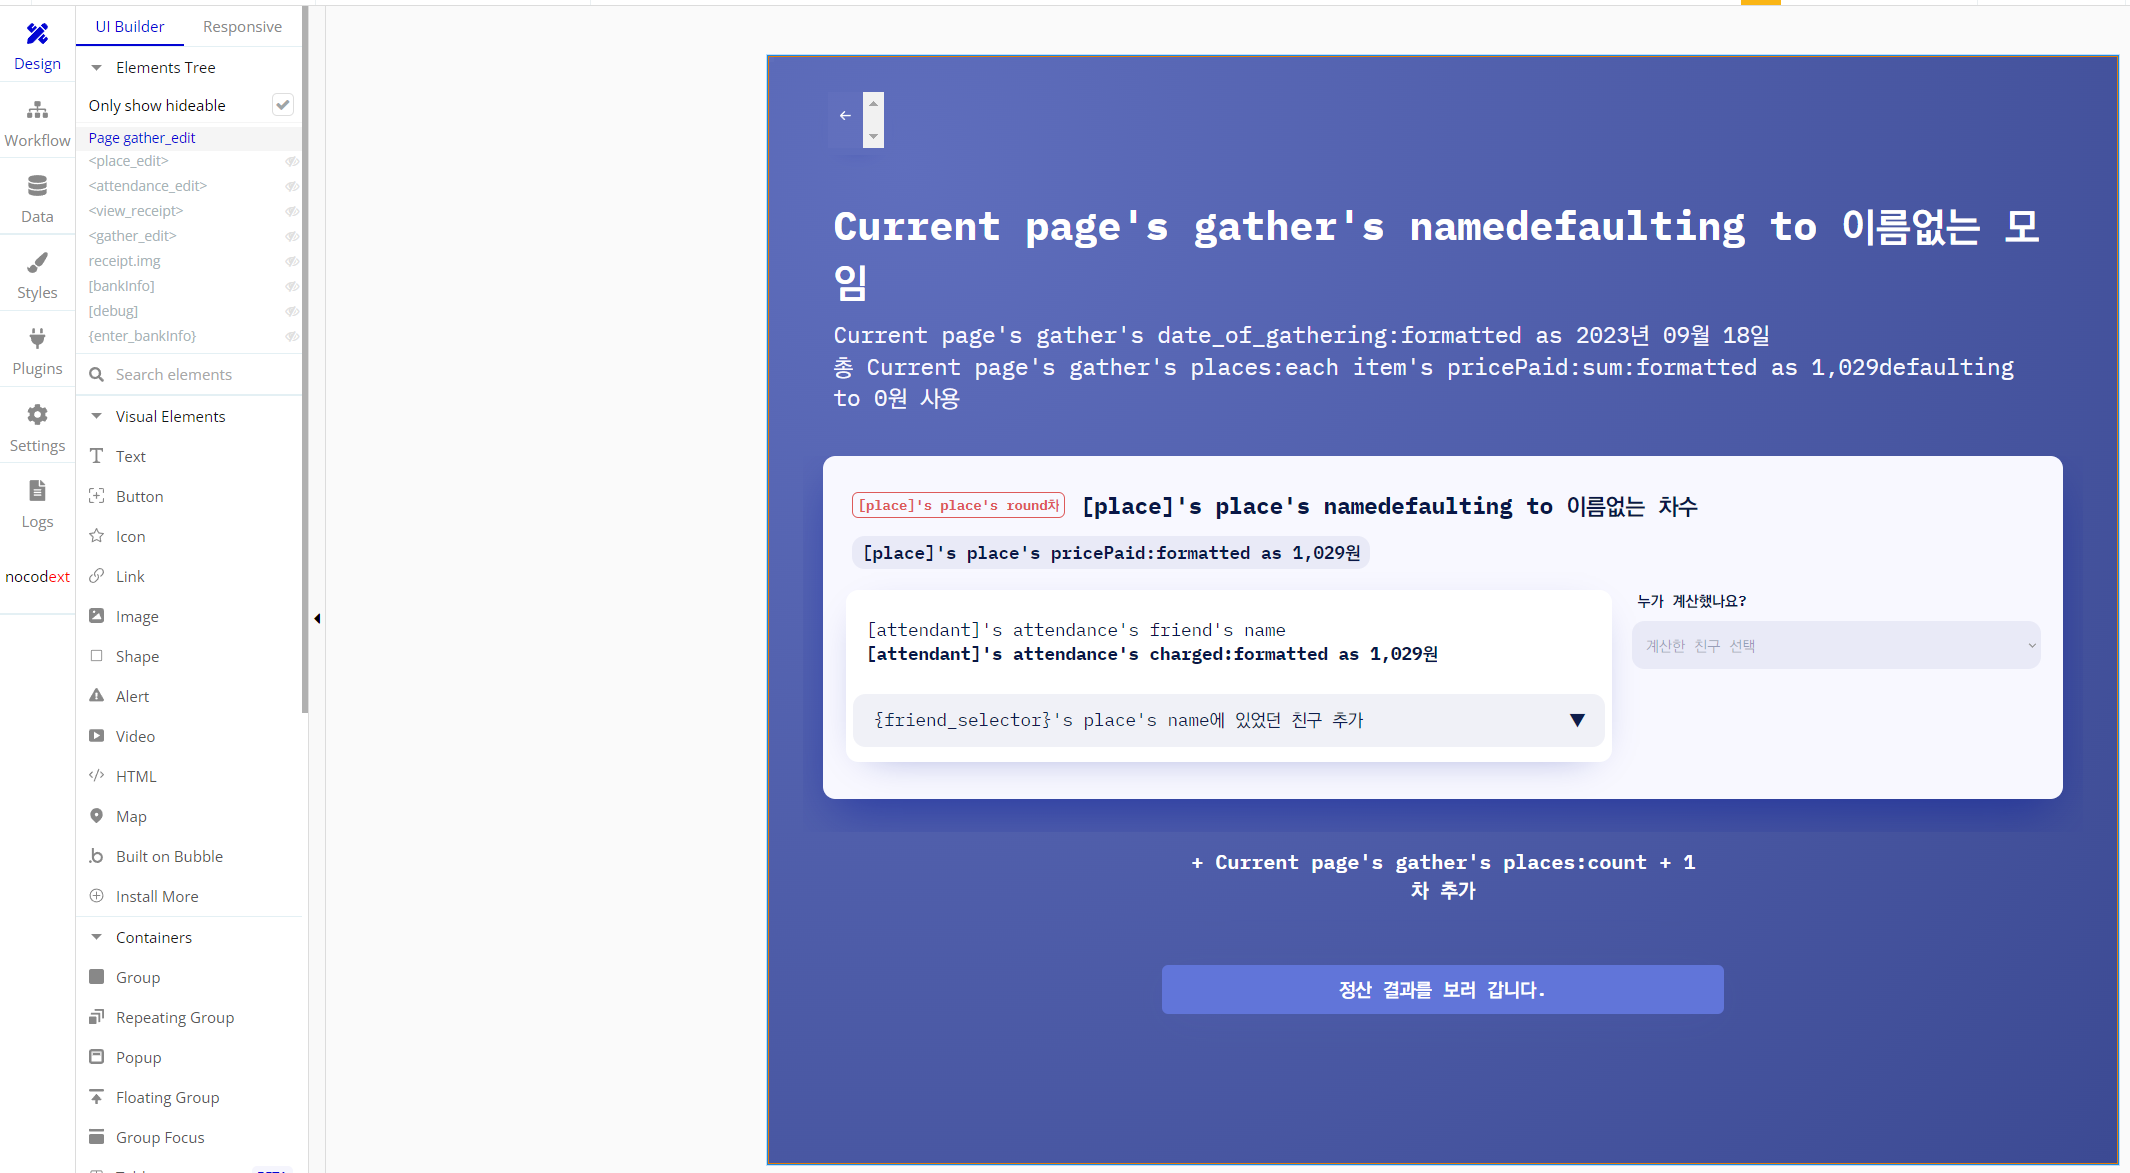 Design
Workflow
Data
Styles
Plugins
Settings
Logs
nocodext
UI Builder
Responsive
Elements Tree
Only show hideable
Page gather_edit
<place_edit>
<attendance_edit>
<view_receipt>
<gather_edit>
receipt.img
[bankInfo]
[debug]
{enter_bankInfo}
Search elements
Visual Elements
Text
Button
Icon
Link
Image
Shape
Alert
Video
HTML
Map
Built on Bubble
Install More
Containers
Group
Repeating Group
Popup
Floating Group
Group Focus
←
Current page's gather's namedefaulting to 이름없는 모
임
Current page's gather's date_of_gathering:formatted as 2023년 09월 18일
총 Current page's gather's places:each item's pricePaid:sum:formatted as 1,029defaulting
to 0원 사용
[place]'s place's round차
[place]'s place's namedefaulting to 이름없는 차수
[place]'s place's pricePaid:formatted as 1,029원
[attendant]'s attendance's friend's name
[attendant]'s attendance's charged:formatted as 1,029원
{friend_selector}'s place's name에 있었던 친구 추가 ▼
누가 계산했나요?
계산한 친구 선택
+ Current page's gather's places:count + 1
차 추가
정산 결과를 보러 갑니다.